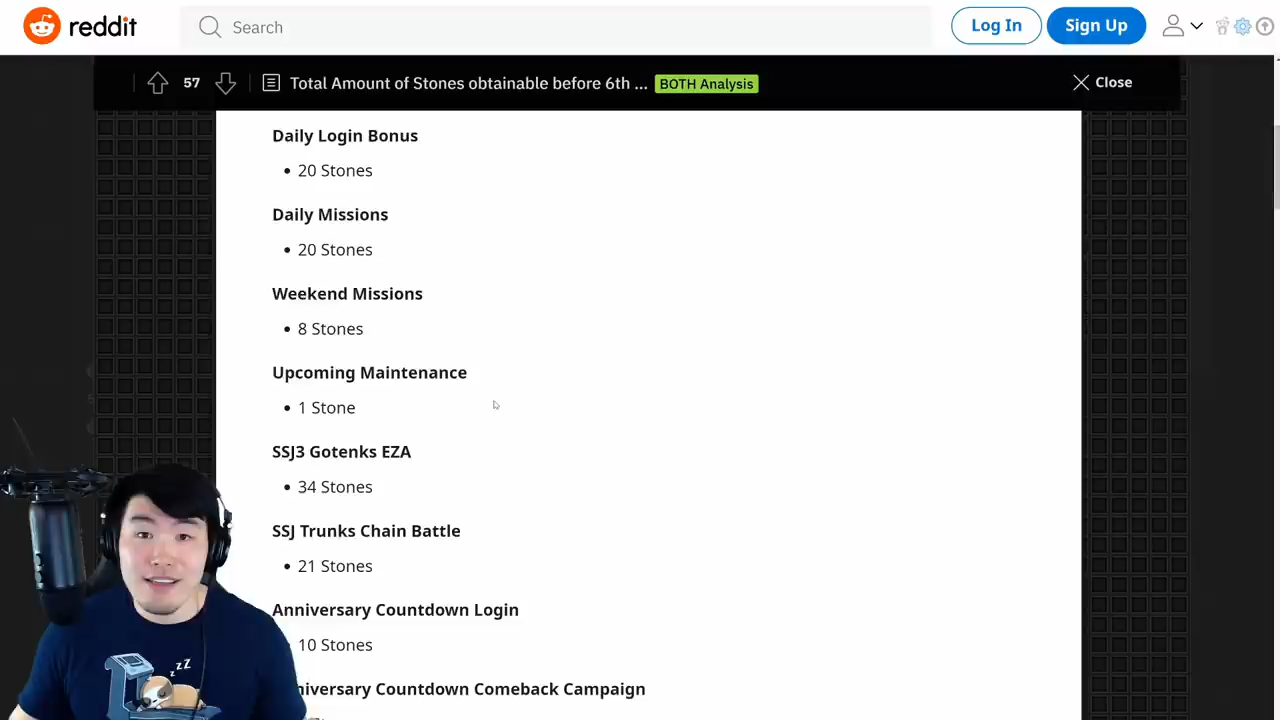 reddit
Search
Log In
Sign Up
57
Total Amount of Stones obtainable before 6th ...
BOTH Analysis
Close
Daily Login Bonus
• 20 Stones
Daily Missions
• 20 Stones
Weekend Missions
• 8 Stones
Upcoming Maintenance
• 1 Stone
SSJ3 Gotenks EZA
• 34 Stones
SSJ Trunks Chain Battle
• 21 Stones
Anniversary Countdown Login
10 Stones
niversary Countdown Comeback Campaign
z z Z